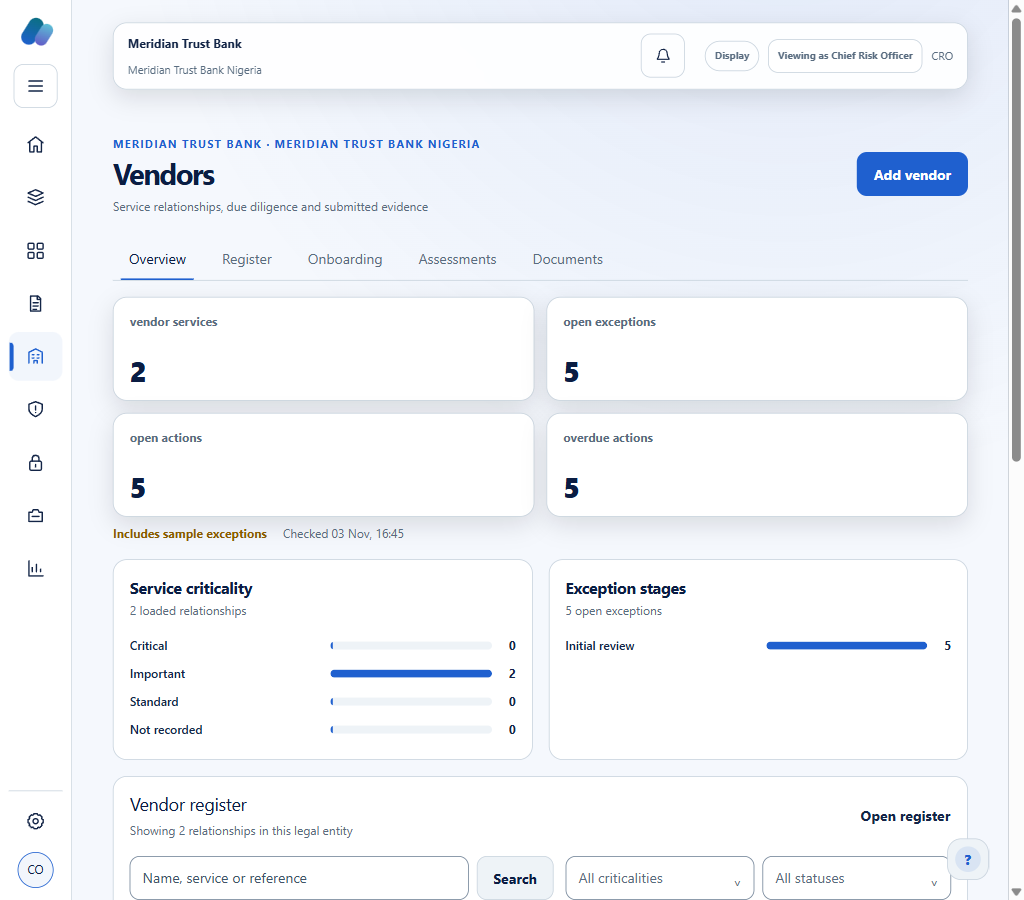 Meridian Trust Bank
Meridian Trust Bank Nigeria
Display
Viewing as Chief Risk Officer
CRO
MERIDIAN TRUST BANK · MERIDIAN TRUST BANK NIGERIA
Vendors
Add vendor
Service relationships, due diligence and submitted evidence
Overview
Register
Onboarding
Assessments
Documents
vendor services
2
open exceptions
5
open actions
5
overdue actions
5
Includes sample exceptions
Checked 03 Nov, 16:45
Service criticality
2 loaded relationships
Critical 0
Important 2
Standard 0
Not recorded 0
Exception stages
5 open exceptions
Initial review 5
Vendor register
Showing 2 relationships in this legal entity
Open register
Name, service or reference
Search
All criticalities
All statuses
?
CO